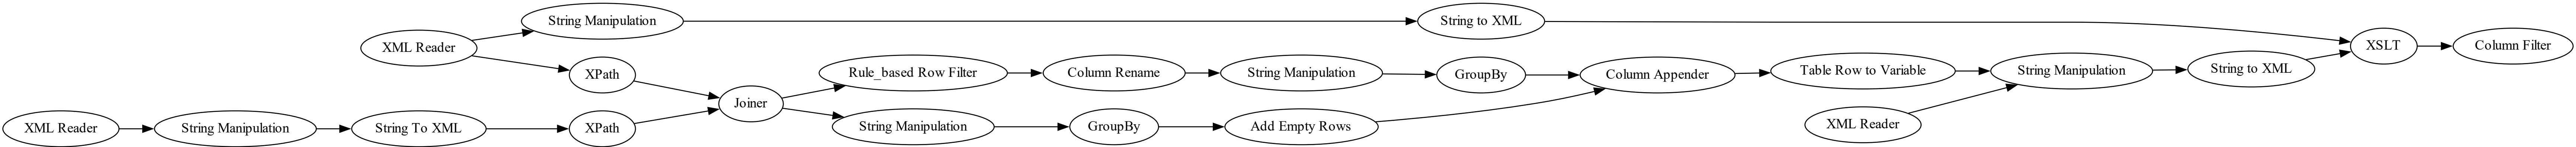 String Manipulation
String to XML
XML Reader
XSLT
Column Filter
XPath
Rule_based Row Filter
Column Rename
String Manipulation
GroupBy
Column Appender
Table Row to Variable
String Manipulation
String to XML
Joiner
XML Reader
String Manipulation
String To XML
XPath
String Manipulation
GroupBy
Add Empty Rows
XML Reader